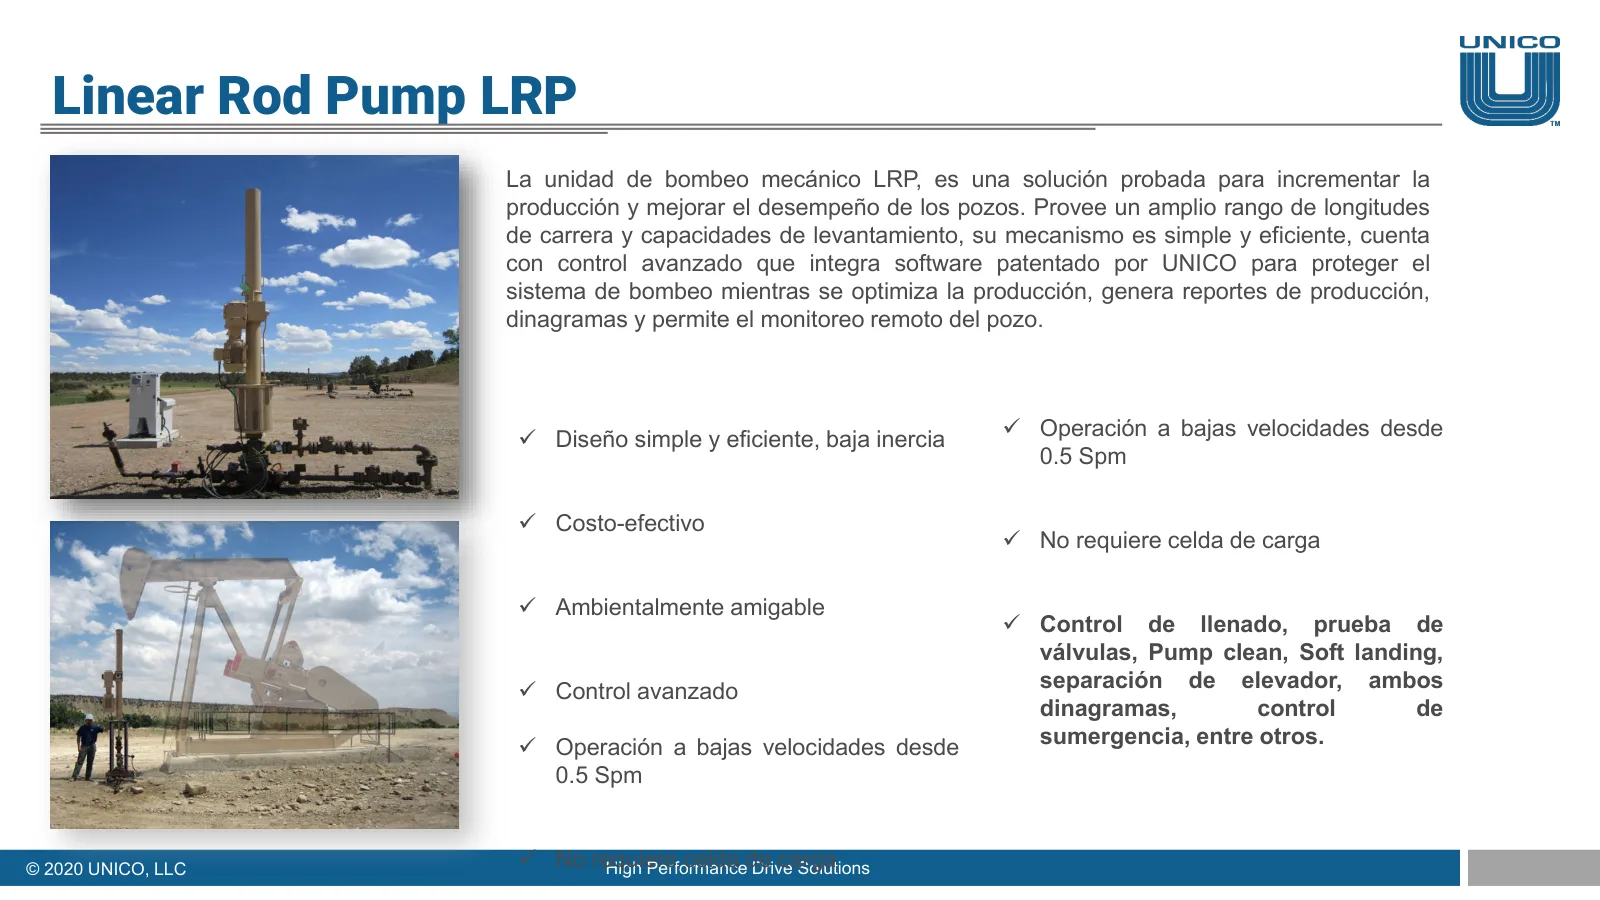 UNICO
TM
Linear Rod Pump LRP
La unidad de bombeo mecánico LRP, es una solución probada para incrementar la
producción y mejorar el desempeño de los pozos. Provee un amplio rango de longitudes
de carrera y capacidades de levantamiento, su mecanismo es simple y eficiente, cuenta
con control avanzado que integra software patentado por UNICO para proteger el
sistema de bombeo mientras se optimiza la producción, genera reportes de producción,
dinagramas y permite el monitoreo remoto del pozo.
✓ Diseño simple y eficiente, baja inercia
✓ Costo-efectivo
✓ Ambientalmente amigable
✓ Control avanzado
✓ Operación a bajas velocidades desde
0.5 Spm
✓ No requiere celda de carga
✓ Operación a bajas velocidades desde
0.5 Spm
✓ No requiere celda de carga
✓ Control de llenado, prueba de
válvulas, Pump clean, Soft landing,
separación de elevador, ambos
dinagramas, control de
sumergencia, entre otros.
© 2020 UNICO, LLC
High Performance Drive Solutions